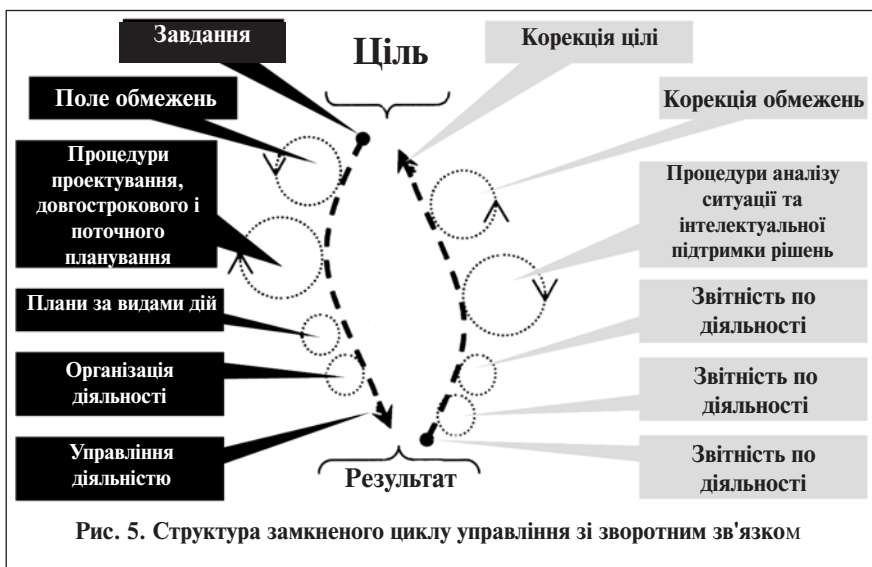 Завдання
Ціль
Корекція цілі
Поле обмежень
Корекція обмежень
Процедури
проектування,
довгострокового і
поточного
планування
Процедури аналізу
ситуації та
інтелектуальної
підтримки рішень
Плани за видами дій
Звітність по
діяльності
Організація
діяльності
Звітність по
діяльності
Управління
діяльністю
Результат
Звітність по
діяльності
Рис. 5. Структура замкненого циклу управління зі зворотним зв'язком